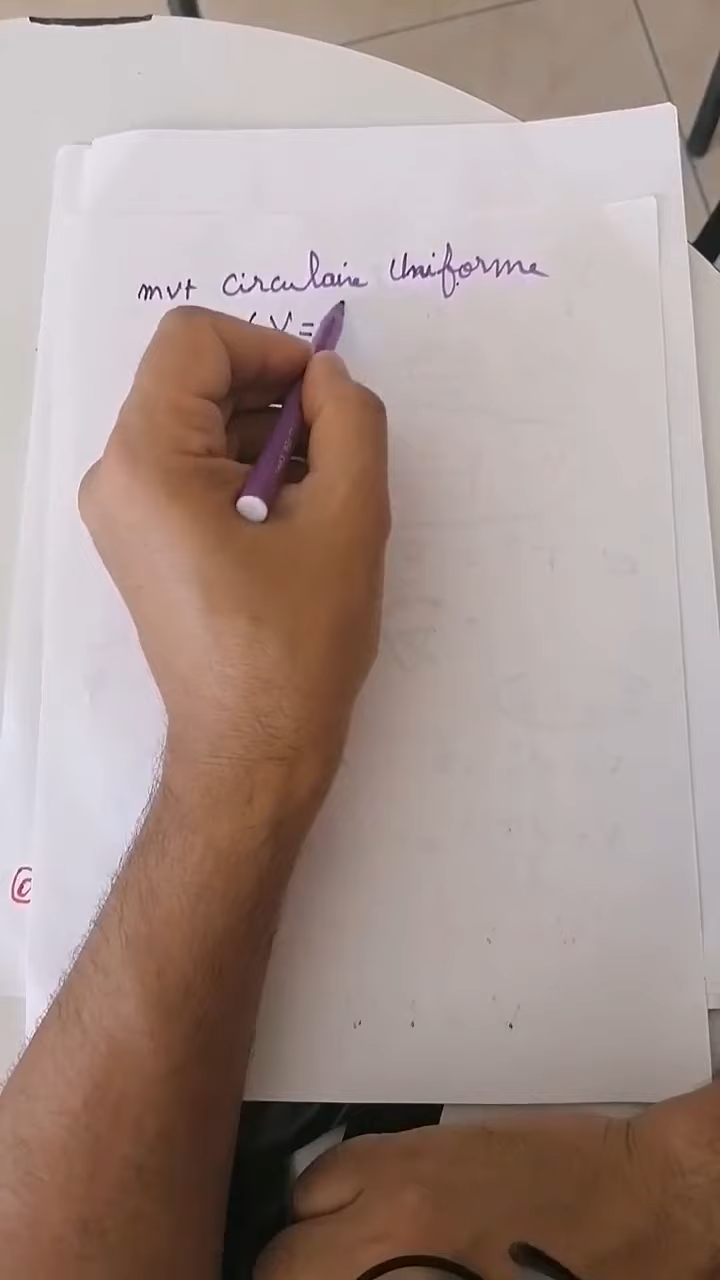 mvt circulaire Uniforme
V =